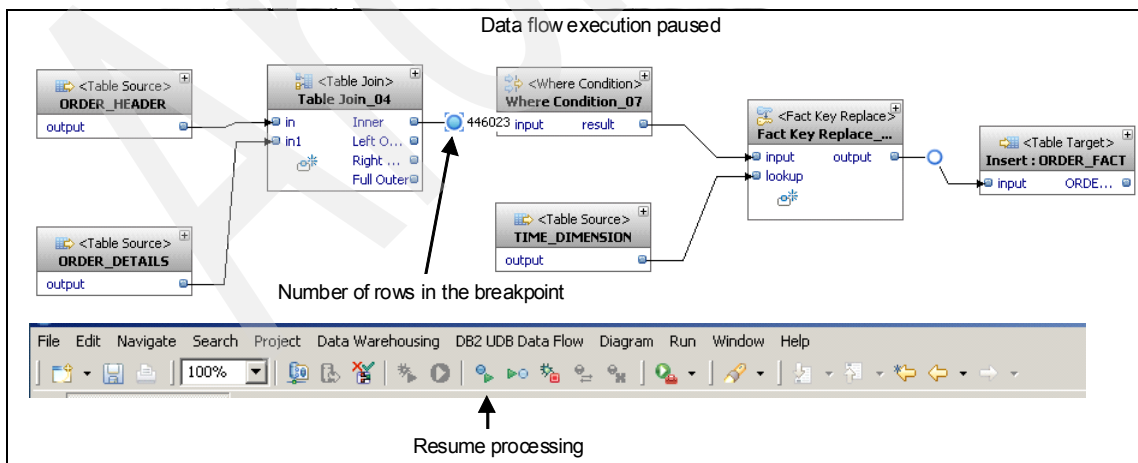 Data flow execution paused
<Table Source>
ORDER_HEADER
output
<Table Join>
Table Join_04
in Inner
in1 Left O...
Right ...
Full Outer
446023
<Where Condition>
Where Condition_07
input result
<Fact Key Replace>
Fact Key Replace_...
input output
lookup
<Table Target>
Insert : ORDER_FACT
input ORDE...
<Table Source>
ORDER_DETAILS
output
<Table Source>
TIME_DIMENSION
output
Number of rows in the breakpoint
File Edit Navigate Search Project Data Warehousing DB2 UDB Data Flow Diagram Run Window Help
100%
Resume processing